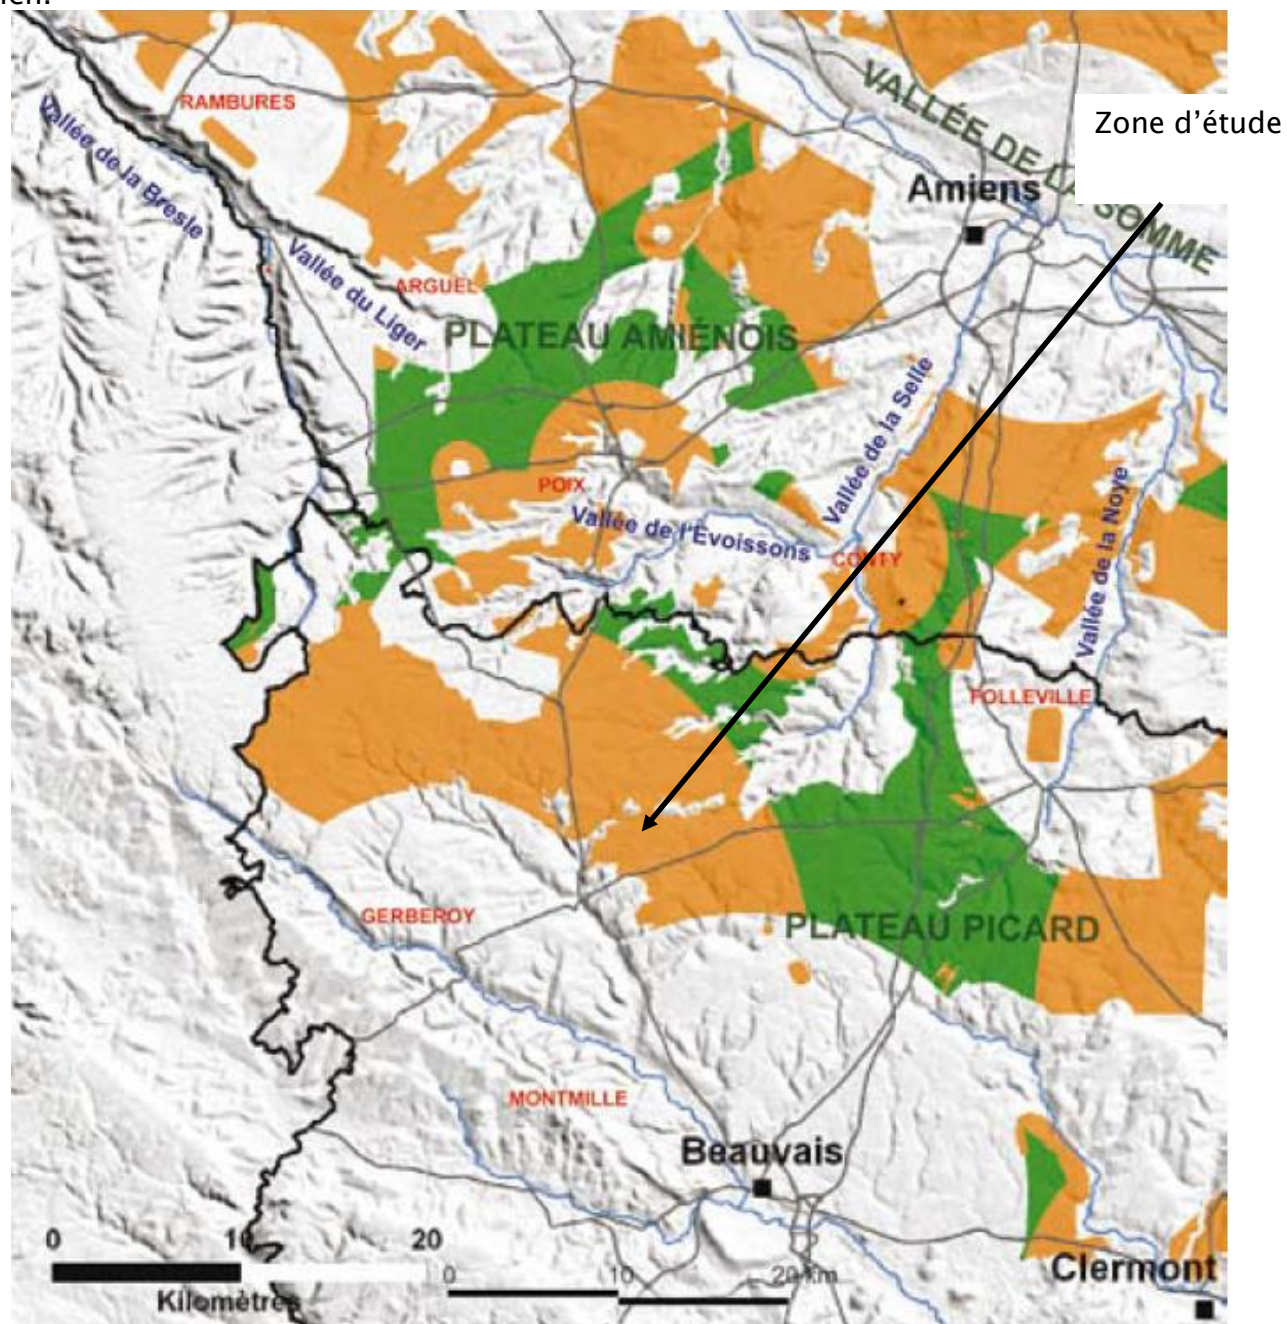 RAMBURES
VALLÉE DE LA SOMME
Zone d'étude
Vallée de la Bresle
Amiens
Vallée du Liger
ARGUEL
PLATEAU AMIÉNOIS
Vallée de la Selle
POIX
Vallée de l'Evoissons
CONTY
Vallée de la Noye
FOLLEVILLE
GERBEROY
PLATEAU PICARD
MONTMILLE
Beauvais
0 10 20
Clermont
0 10 20 km
Kilomètres